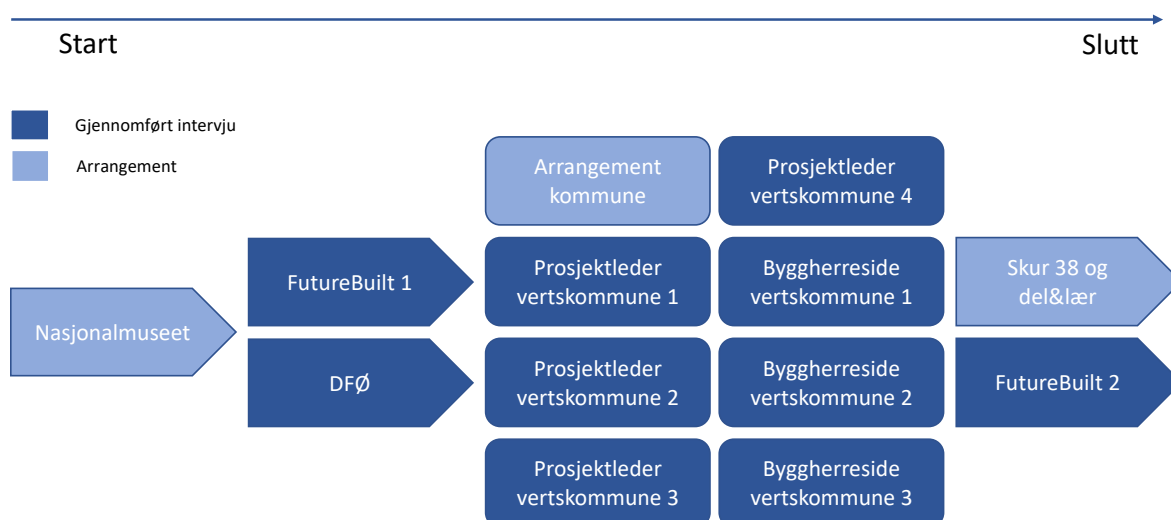 Start
Slutt
Gjennomført intervju
Arrangement
Arrangement
kommune
Prosjektleder
vertskommune 4
FutureBuilt 1
Prosjektleder
vertskommune 1
Byggherreside
vertskommune 1
Skur 38 og
del&lær
Nasjonalmuseet
DFØ
Prosjektleder
vertskommune 2
Byggherreside
vertskommune 2
FutureBuilt 2
Prosjektleder
vertskommune 3
Byggherreside
vertskommune 3